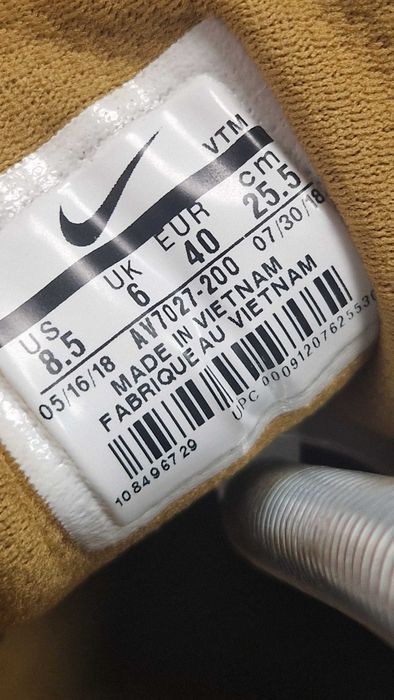 VTM
US UK EUR cm
8.5 6 40 25.5
05/16/18 AV7027-200 07/30/18
MADE IN VIETNAM
FABRIQUE AU VIETNAM
UPC 00091207625530
108496729